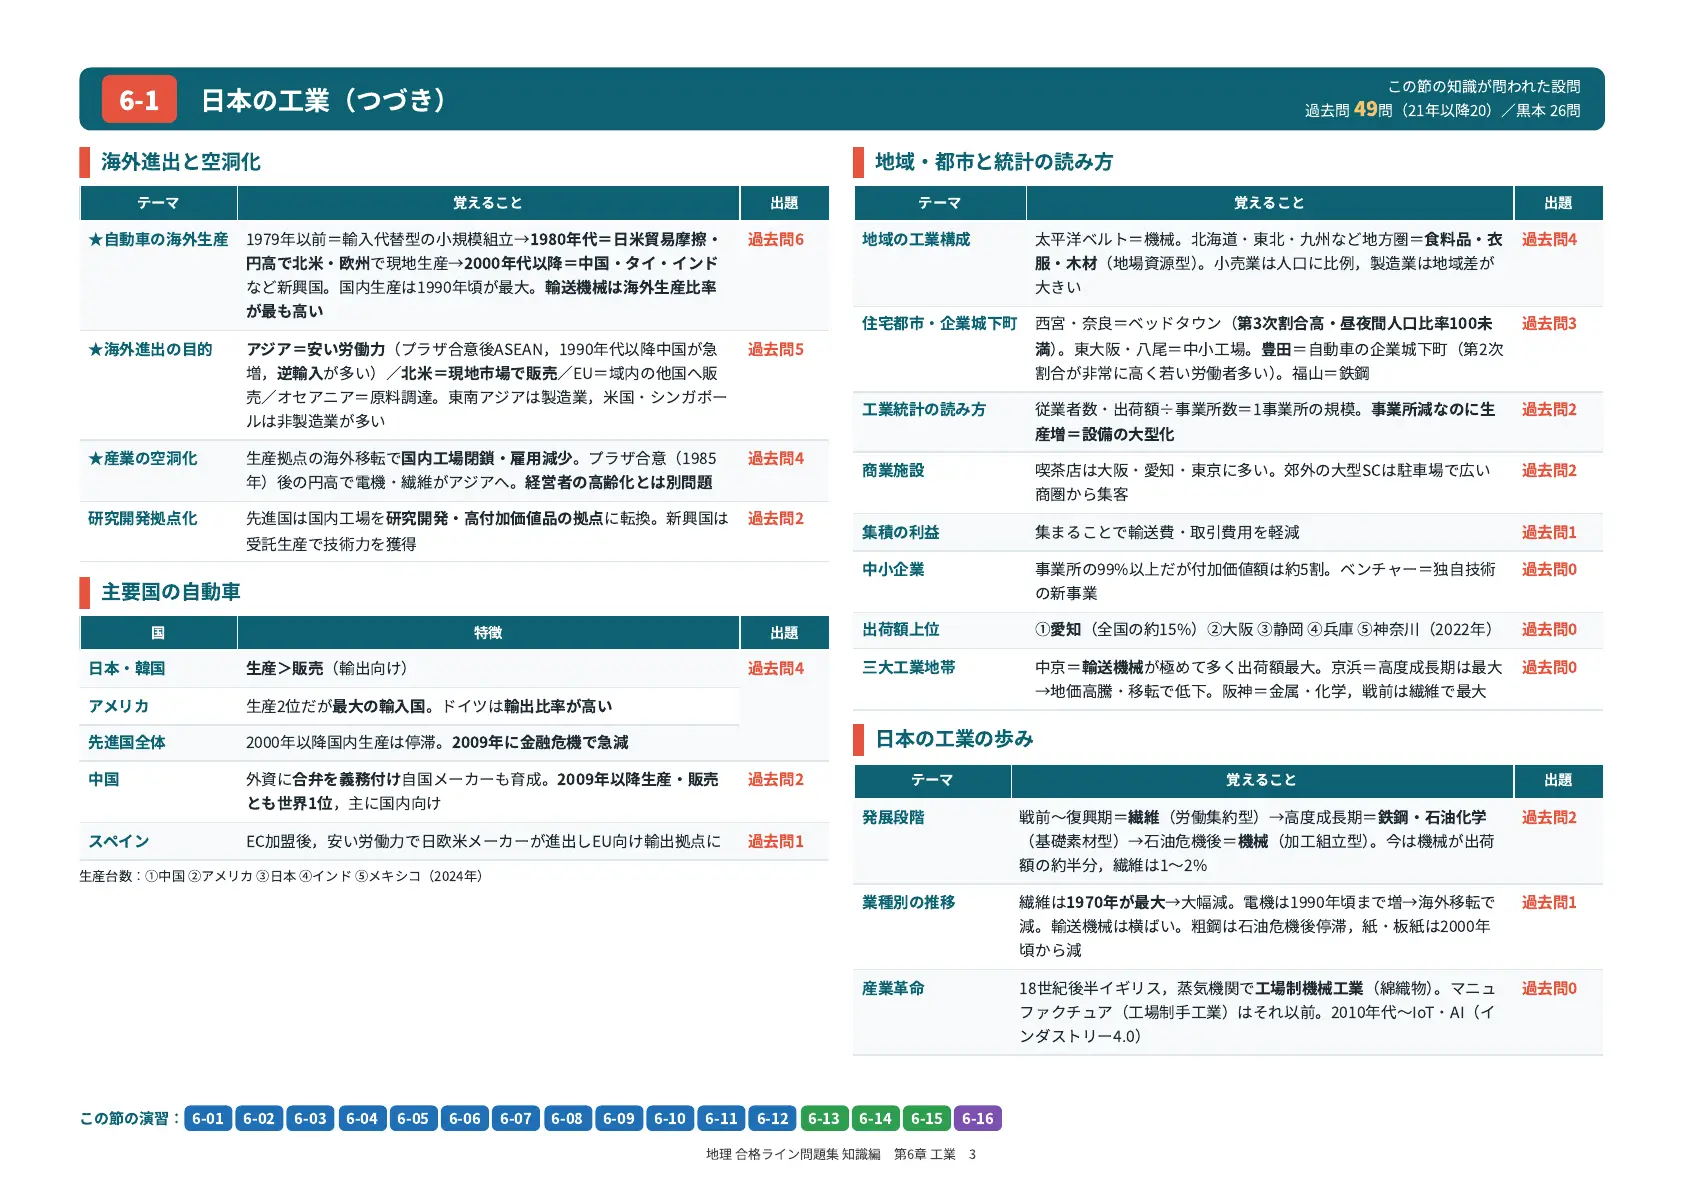 6-1 日本の工業（つづき）
この節の知識が問われた設問
過去問 49問（21年以降20）／黒本 26問
海外進出と空洞化
テーマ 覚えること 出題
★自動車の海外生産 1979年以前＝輸入代替型の小規模組立→1980年代＝日米貿易摩擦・ 過去問6
円高で北米・欧州で現地生産→2000年代以降＝中国・タイ・インド
など新興国。国内生産は1990年頃が最大。輸送機械は海外生産比率
が最も高い
★海外進出の目的 アジア＝安い労働力（プラザ合意後ASEAN，1990年代以降中国が急 過去問5
増，逆輸入が多い）／北米＝現地市場で販売／EU＝域内の他国へ販
売／オセアニア＝原料調達。東南アジアは製造業，米国・シンガポー
ルは非製造業が多い
★産業の空洞化 生産拠点の海外移転で国内工場閉鎖・雇用減少。プラザ合意（1985 過去問4
年）後の円高で電機・繊維がアジアへ。経営者の高齢化とは別問題
研究開発拠点化 先進国は国内工場を研究開発・高付加価値品の拠点に転換。新興国は 過去問2
受託生産で技術力を獲得
主要国の自動車
国 特徴 出題
日本・韓国 生産＞販売（輸出向け） 過去問4
アメリカ 生産2位だが最大の輸入国。ドイツは輸出比率が高い
先進国全体 2000年以降国内生産は停滞。2009年に金融危機で急減
中国 外資に合弁を義務付け自国メーカーも育成。2009年以降生産・販売 過去問2
とも世界1位，主に国内向け
スペイン EC加盟後，安い労働力で日欧米メーカーが進出しEU向け輸出拠点に 過去問1
生産台数：①中国 ②アメリカ ③日本 ④インド ⑤メキシコ（2024年）
地域・都市と統計の読み方
テーマ 覚えること 出題
地域の工業構成 太平洋ベルト＝機械。北海道・東北・九州など地方圏＝食料品・衣 過去問4
服・木材（地場資源型）。小売業は人口に比例，製造業は地域差が
大きい
住宅都市・企業城下町 西宮・奈良＝ベッドタウン（第3次割合高・昼夜間人口比率100未 過去問3
満）。東大阪・八尾＝中小工場。豊田＝自動車の企業城下町（第2次
割合が非常に高く若い労働者多い）。福山＝鉄鋼
工業統計の読み方 従業者数・出荷額÷事業所数＝1事業所の規模。事業所減なのに生 過去問2
産増＝設備の大型化
商業施設 喫茶店は大阪・愛知・東京に多い。郊外の大型SCは駐車場で広い 過去問2
商圏から集客
集積の利益 集まることで輸送費・取引費用を軽減 過去問1
中小企業 事業所の99%以上だが付加価値額は約5割。ベンチャー＝独自技術 過去問0
の新事業
出荷額上位 ①愛知（全国の約15%）②大阪 ③静岡 ④兵庫 ⑤神奈川（2022年） 過去問0
三大工業地帯 中京＝輸送機械が極めて多く出荷額最大。京浜＝高度成長期は最大 過去問0
→地価高騰・移転で低下。阪神＝金属・化学，戦前は繊維で最大
日本の工業の歩み
テーマ 覚えること 出題
発展段階 戦前〜復興期＝繊維（労働集約型）→高度成長期＝鉄鋼・石油化学 過去問2
（基礎素材型）→石油危機後＝機械（加工組立型）。今は機械が出荷
額の約半分，繊維は1〜2%
業種別の推移 繊維は1970年が最大→大幅減。電機は1990年頃まで増→海外移転で 過去問1
減。輸送機械は横ばい。粗鋼は石油危機後停滞，紙・板紙は2000年
頃から減
産業革命 18世紀後半イギリス，蒸気機関で工場制機械工業（綿織物）。マニュ 過去問0
ファクチュア（工場制手工業）はそれ以前。2010年代〜IoT・AI（イ
ンダストリー4.0）
この節の演習： 6-01 6-02 6-03 6-04 6-05 6-06 6-07 6-08 6-09 6-10 6-11 6-12 6-13 6-14 6-15 6-16
地理 合格ライン問題集 知識編 第6章 工業 3